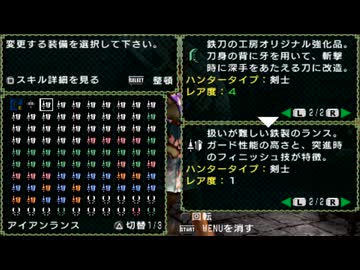 変更する装備を選択して下さい。
スキル詳細を見る SELECT 整頓
アイアンランス 切替 1/3
鉄刀の工房オリジナル強化品。
刀身の背に牙を用いて、斬撃
時に深手をあたえる刀に改造。
ハンタータイプ：剣士
レア度：４
L 2/2 R
扱いが難しい鉄製のランス。
ガード性能の高さと、突進時
のフィニッシュ技が特徴。
ハンタータイプ：剣士
レア度：１
L 2/2 R
回転
START MENUを消す